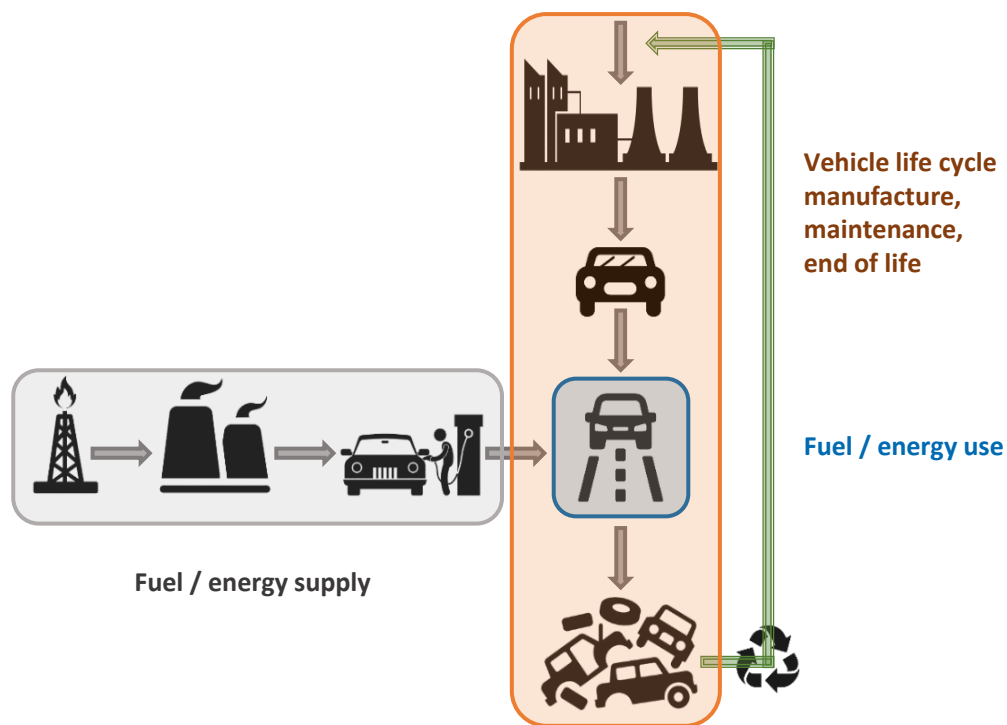 Vehicle life cycle
manufacture,
maintenance,
end of life
Fuel / energy use
Fuel / energy supply